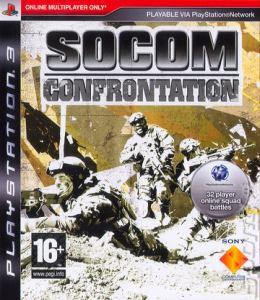 ONLINE MULTIPLAYER ONLY
PLAYABLE VIA PlayStation®Network
PLAYSTATION 3
SOCOM
CONFRONTATION
32 player
online squad
battles
16+
www.pegi.info
SONY